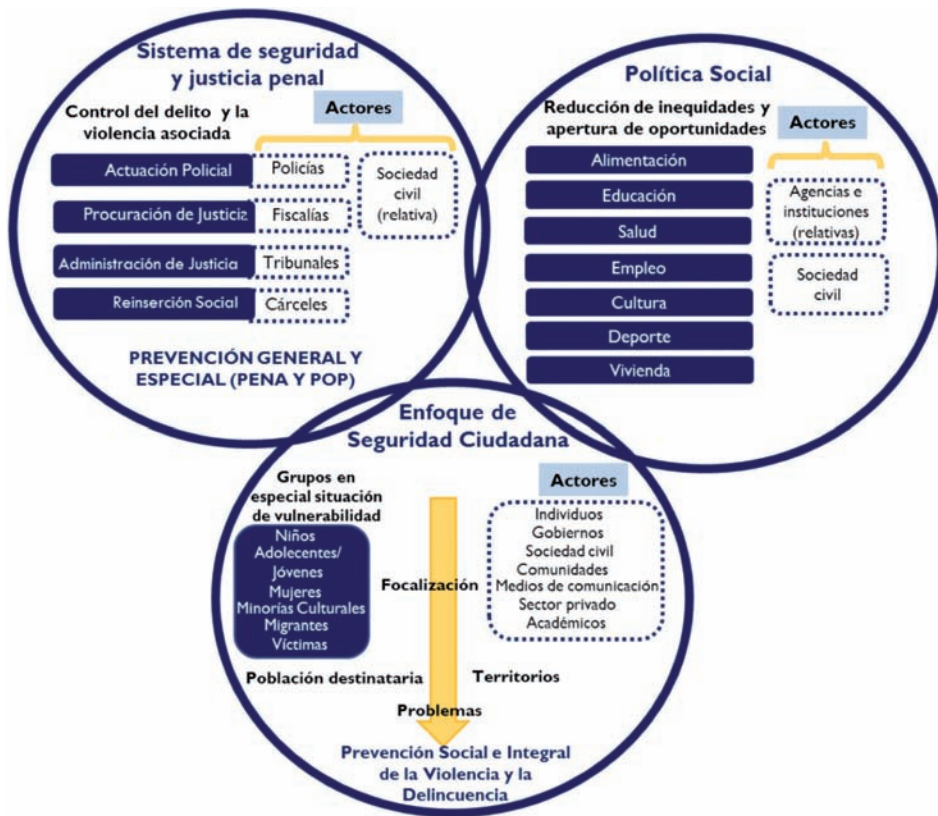 Sistema de seguridad
y justicia penal
Control del delito y la
violencia asociada
Actores
Actuación Policial
Policías
Procuración de Justicia
Fiscalías
Administración de Justicia
Tribunales
Reinserción Social
Cárceles
Sociedad
civil
(relativa)
PREVENCIÓN GENERAL Y
ESPECIAL (PENA Y POP)
Política Social
Reducción de inequidades y
apertura de oportunidades
Actores
Alimentación
Educación
Salud
Empleo
Cultura
Deporte
Vivienda
Agencias e
instituciones
(relativas)
Sociedad
civil
Enfoque de
Seguridad Ciudadana
Grupos en
especial situación
de vulnerabilidad
Niños
Adolecentes/
Jóvenes
Mujeres
Minorías Culturales
Migrantes
Víctimas
Actores
Individuos
Gobiernos
Sociedad civil
Comunidades
Medios de comunicación
Sector privado
Académicos
Focalización
Población destinataria
Territorios
Problemas
Prevención Social e Integral
de la Violencia y la
Delincuencia